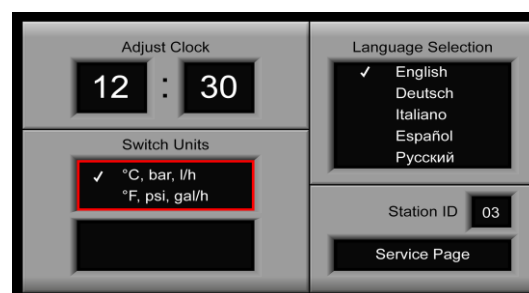 Adjust Clock
12 : 30
Switch Units
✓ °C, bar, l/h
°F, psi, gal/h
Language Selection
✓ English
Deutsch
Italiano
Español
Русский
Station ID 03
Service Page